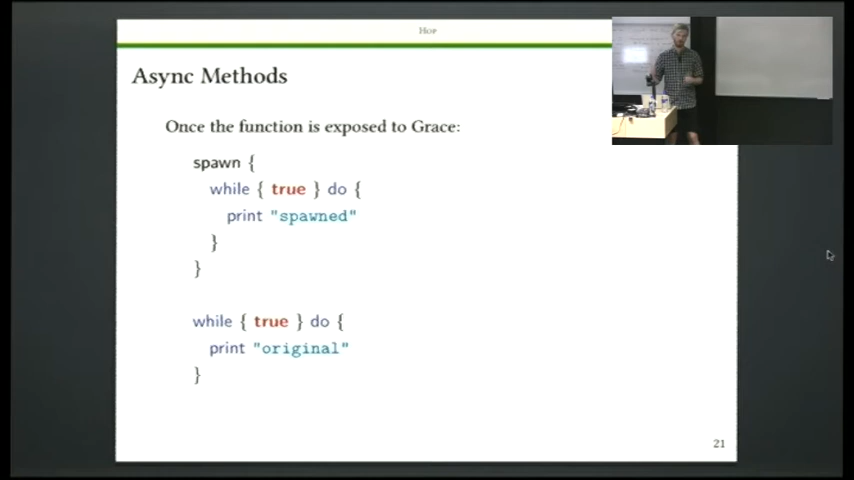 Hop
Async Methods
Once the function is exposed to Grace:
spawn {
while { true } do {
print "spawned"
}
}
while { true } do {
print "original"
}
21